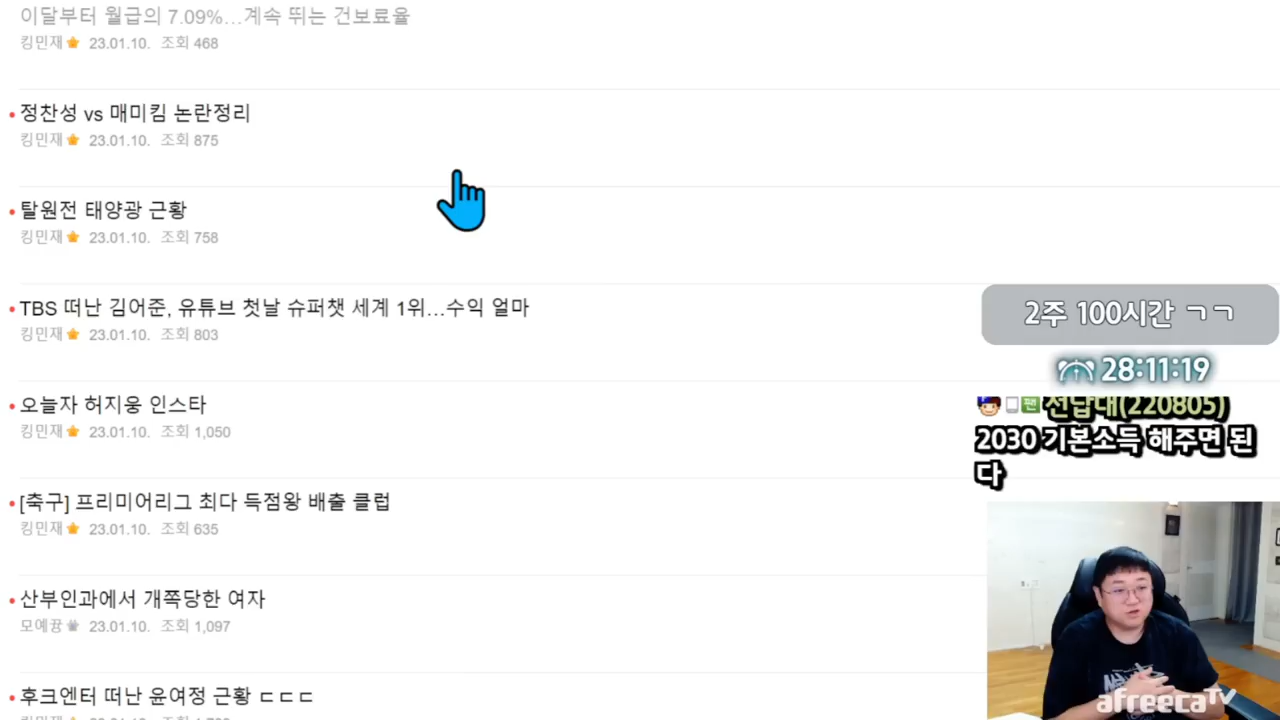 이달부터 월급의 7.09%...계속 뛰는 건보료율
킹민재 23.01.10. 조회 468
정찬성 vs 매미킴 논란정리
킹민재 23.01.10. 조회 875
탈원전 태양광 근황
킹민재 23.01.10. 조회 758
TBS 떠난 김어준, 유튜브 첫날 슈퍼챗 세계 1위...수익 얼마
킹민재 23.01.10. 조회 803
오늘자 허지웅 인스타
킹민재 23.01.10. 조회 1,050
[축구] 프리미어리그 최다 득점왕 배출 클럽
킹민재 23.01.10. 조회 635
산부인과에서 개쪽당한 여자
모예끙 23.01.10. 조회 1,097
후크엔터 떠난 윤여정 근황 ㄷㄷㄷ
2주 100시간 ㄱㄱ
28:11:19
팬 전답대(220805)
2030 기본소득 해주면 된
다
afreecaTV